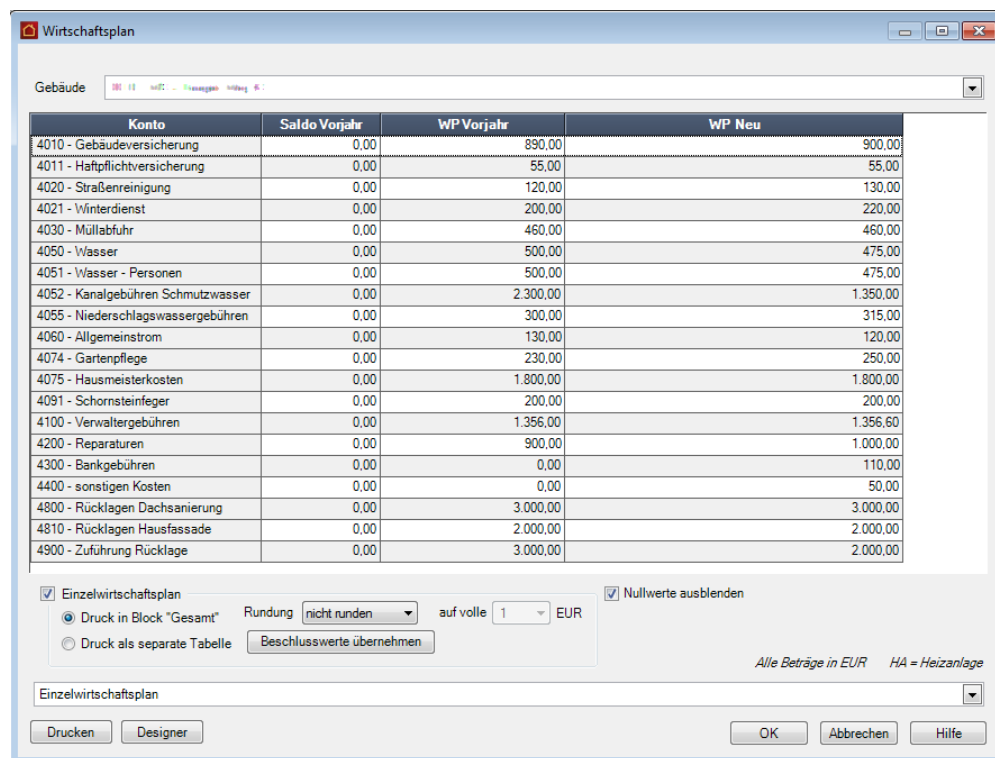 Wirtschaftsplan
Gebäude
Konto Saldo Vorjahr WP Vorjahr WP Neu
4010 - Gebäudeversicherung 0,00 890,00 900,00
4011 - Haftpflichtversicherung 0,00 55,00 55,00
4020 - Straßenreinigung 0,00 120,00 130,00
4021 - Winterdienst 0,00 200,00 220,00
4030 - Müllabfuhr 0,00 460,00 460,00
4050 - Wasser 0,00 500,00 475,00
4051 - Wasser - Personen 0,00 500,00 475,00
4052 - Kanalgebühren Schmutzwasser 0,00 2.300,00 1.350,00
4055 - Niederschlagswassergebühren 0,00 300,00 315,00
4060 - Allgemeinstrom 0,00 130,00 120,00
4074 - Gartenpflege 0,00 230,00 250,00
4075 - Hausmeisterkosten 0,00 1.800,00 1.800,00
4091 - Schornsteinfeger 0,00 200,00 200,00
4100 - Verwaltergebühren 0,00 1.356,00 1.356,60
4200 - Reparaturen 0,00 900,00 1.000,00
4300 - Bankgebühren 0,00 0,00 110,00
4400 - sonstigen Kosten 0,00 0,00 50,00
4800 - Rücklagen Dachsanierung 0,00 3.000,00 3.000,00
4810 - Rücklagen Hausfassade 0,00 2.000,00 2.000,00
4900 - Zuführung Rücklage 0,00 3.000,00 2.000,00
Einzelwirtschaftsplan Nullwerte ausblenden
Druck in Block "Gesamt" Rundung nicht runden auf volle 1 EUR
Druck als separate Tabelle Beschlusswerte übernehmen
Alle Beträge in EUR HA = Heizanlage
Einzelwirtschaftsplan
Drucken Designer OK Abbrechen Hilfe